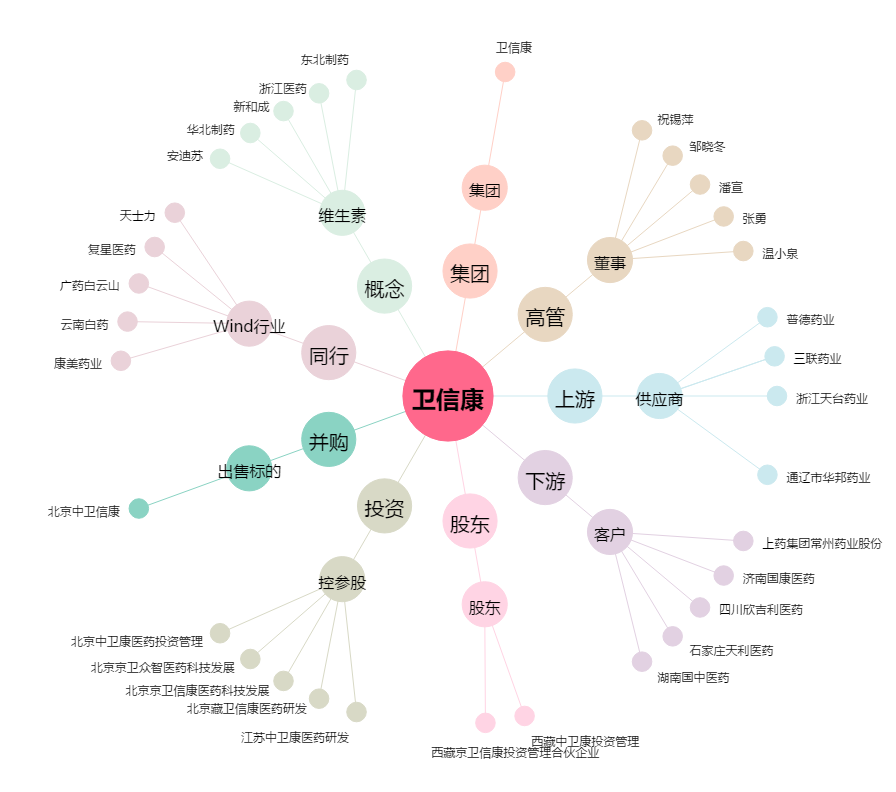 卫信康
东北制药
浙江医药
新和成
华北制药
安迪苏
维生素
概念
集团
集团
祝锡萍
邹晓冬
潘宣
张勇
温小泉
董事
高管
天士力
复星医药
广药白云山
云南白药
康美药业
Wind行业
同行
卫信康
上游
供应商
普德药业
三联药业
浙江天台药业
通辽市华邦药业
并购
出售标的
北京中卫信康
下游
客户
上药集团常州药业股份
济南国康医药
四川欣吉利医药
石家庄天利医药
湖南国中医药
投资
控参股
北京中卫康医药投资管理
北京京卫众智医药科技发展
北京京卫信康医药科技发展
北京藏卫信康医药研发
江苏中卫康医药研发
股东
股东
西藏中卫康投资管理
西藏京卫信康投资管理合伙企业